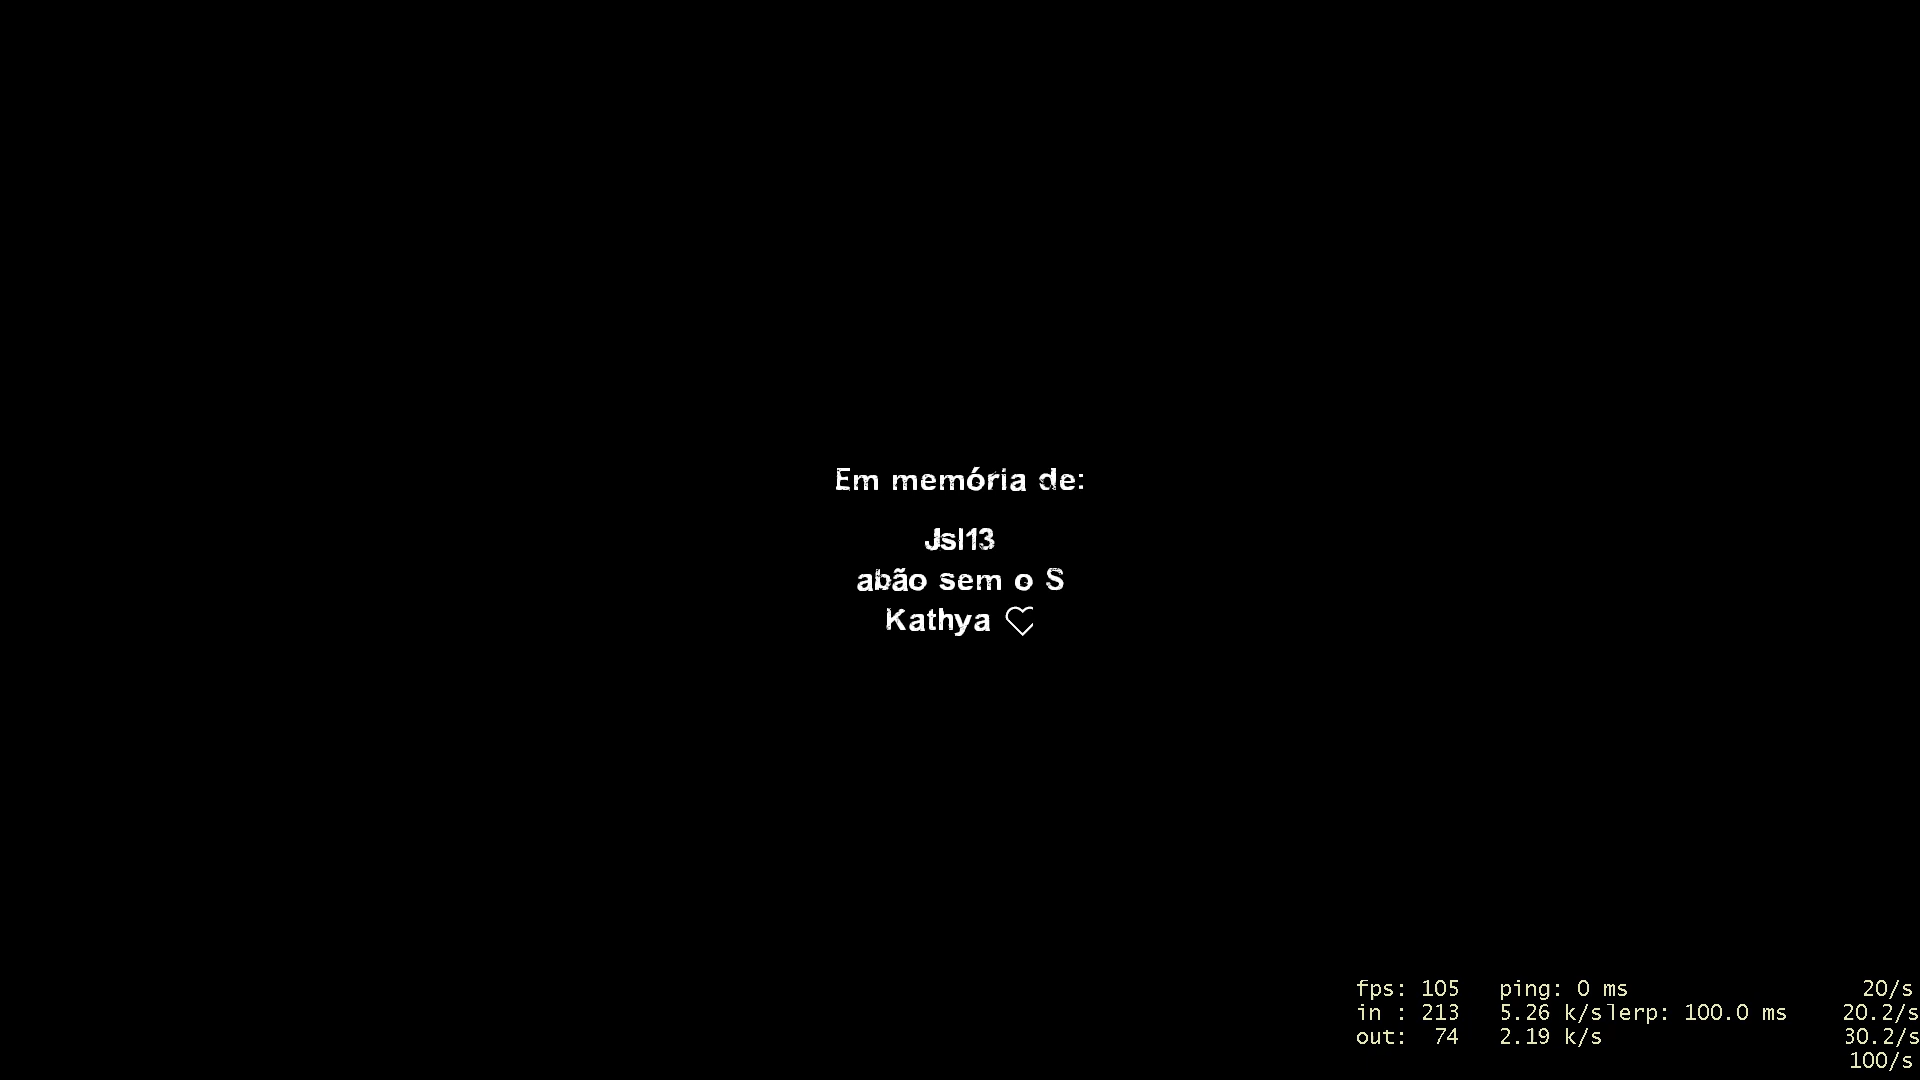 Em memória de:
Jsl13
abão sem o S
Kathya ♡
fps: 105 ping: 0 ms 20/s
in : 213 5.26 k/s lerp: 100.0 ms 20.2/s
out: 74 2.19 k/s 30.2/s
100/s